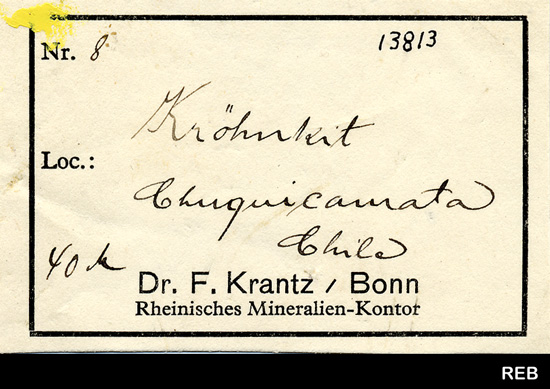 Nr. 8 13813
Kröhnkit
Loc.:
Chuquicamata
Chile
40 M
Dr. F. Krantz / Bonn
Rheinisches Mineralien-Kontor
REB